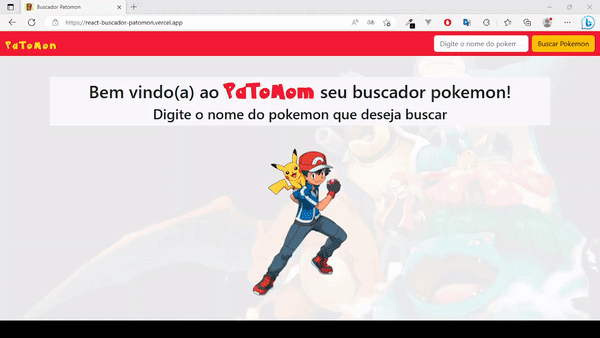 Buscador Patomon
https://react-buscador-patomon.vercel.app
PaToMon
Digite o nome do pokem
Buscar Pokemon
Bem vindo(a) ao PaToMom seu buscador pokemon!
Digite o nome do pokemon que deseja buscar